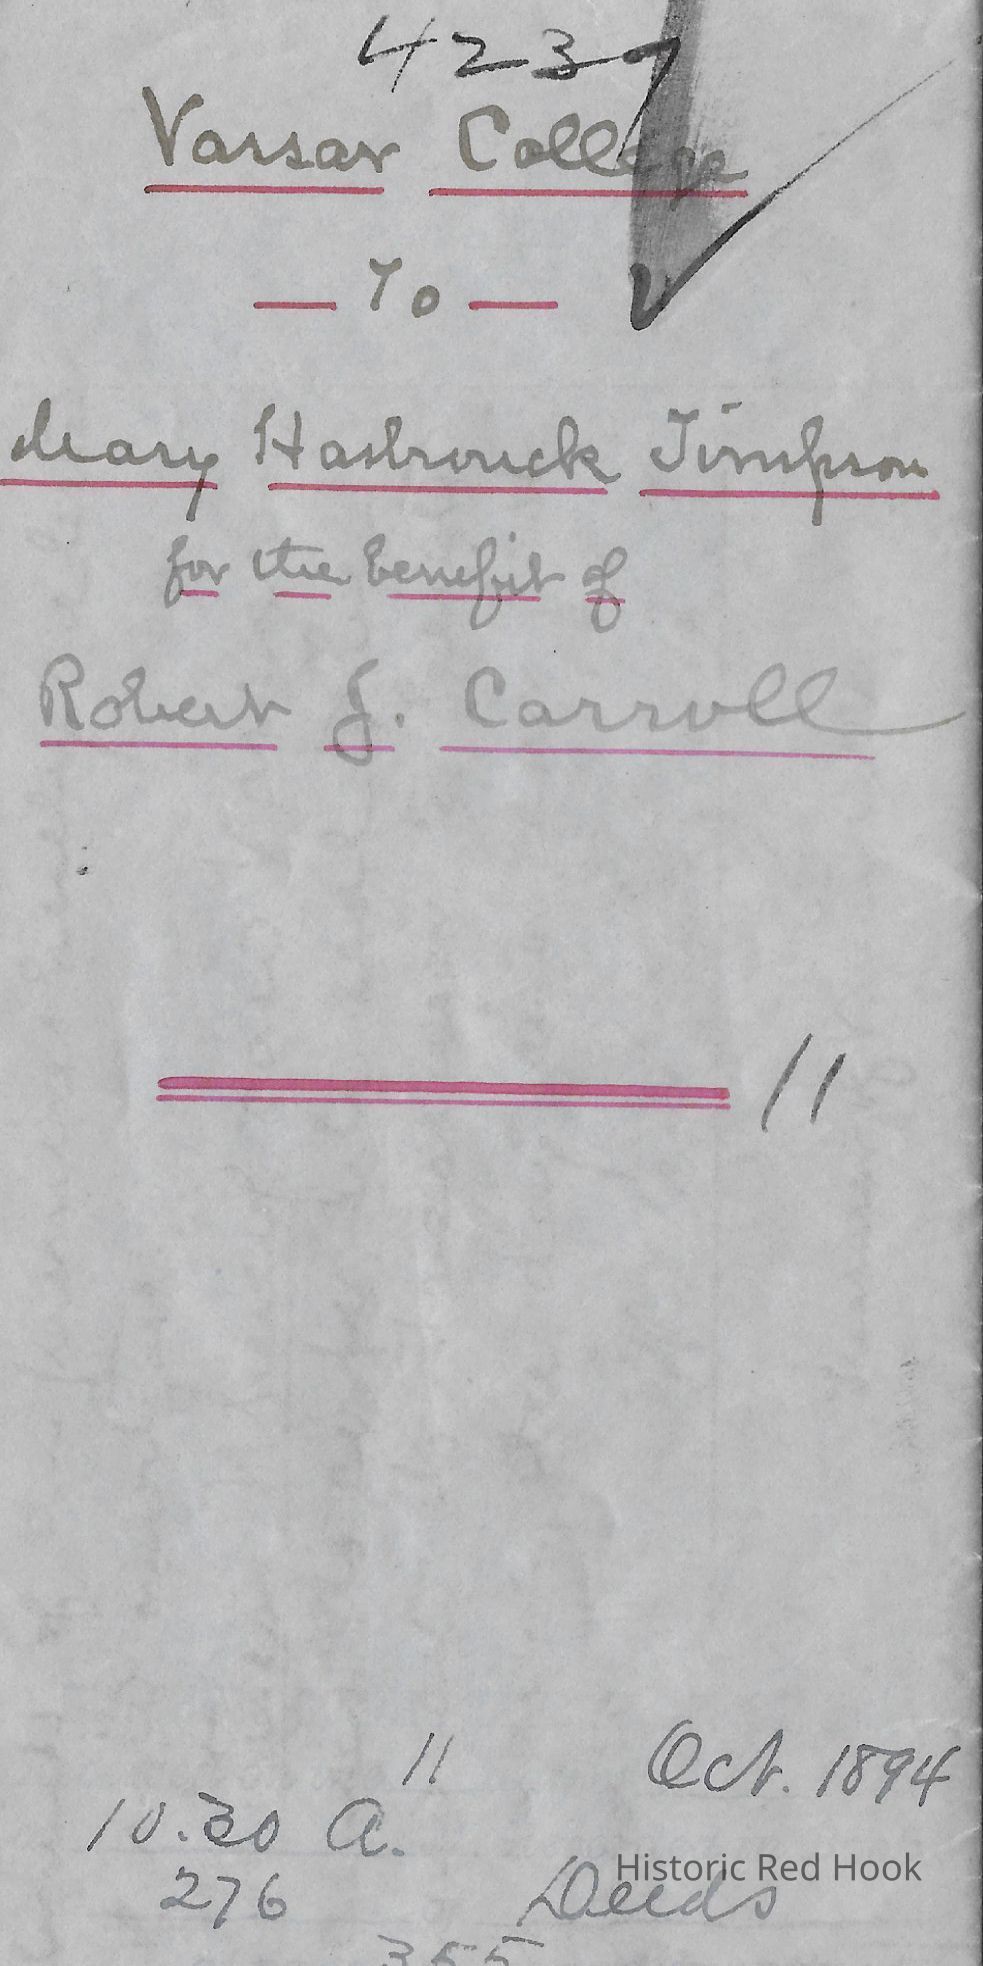 4237
Vassar College
— To —
Mary Hasbrouck Timpson
for the benefit of
Robert J. Carroll
11
11 Oct. 1894
10.30 A.
276 Deeds
Historic Red Hook
355